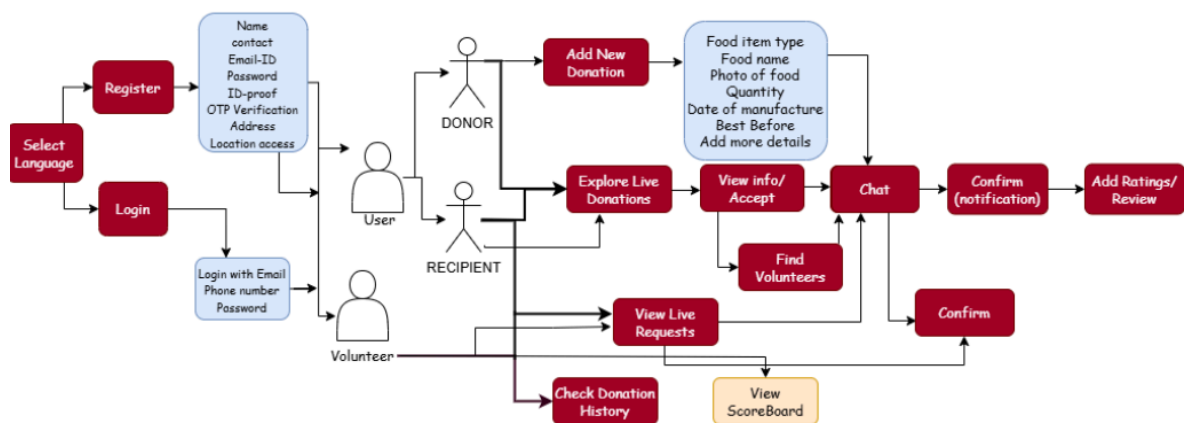 Select
Language
Register
Login
Name
contact
Email-ID
Password
ID-proof
OTP Verification
Address
Location access
Login with Email
Phone number
Password
User
Volunteer
DONOR
RECIPIENT
Add New
Donation
Food item type
Food name
Photo of food
Quantity
Date of manufacture
Best Before
Add more details
Explore Live
Donations
View info/
Accept
Find
Volunteers
Chat
Confirm
(notification)
Add Ratings/
Review
View Live
Requests
Confirm
Check Donation
History
View
ScoreBoard